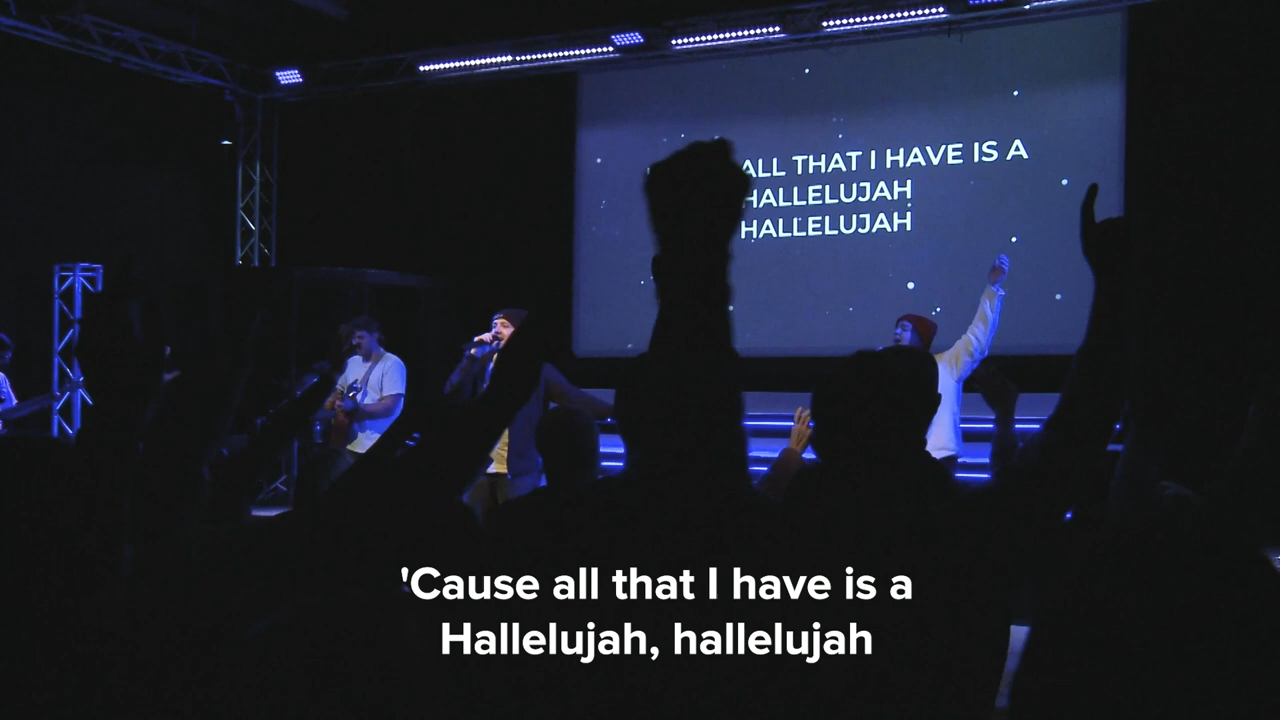 ALL THAT I HAVE IS A
HALLELUJAH
HALLELUJAH
'Cause all that I have is a
Hallelujah, hallelujah